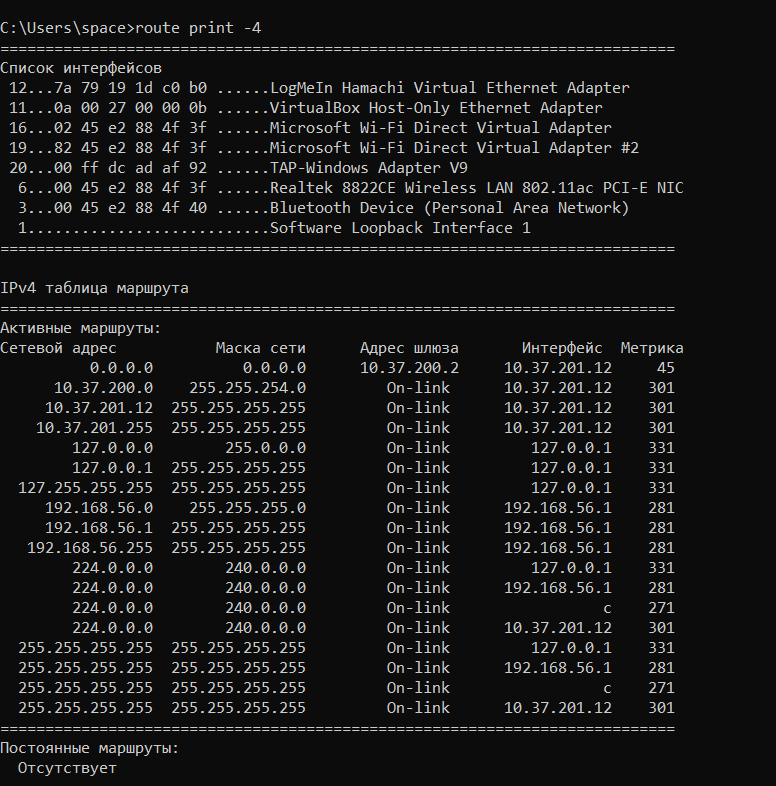 C:\Users\space>route print -4
===========================================================================
Список интерфейсов
 12...7a 79 19 1d c0 b0 ......LogMeIn Hamachi Virtual Ethernet Adapter
 11...0a 00 27 00 00 0b ......VirtualBox Host-Only Ethernet Adapter
 16...02 45 e2 88 4f 3f ......Microsoft Wi-Fi Direct Virtual Adapter
 19...82 45 e2 88 4f 3f ......Microsoft Wi-Fi Direct Virtual Adapter #2
 20...00 ff dc ad af 92 ......TAP-Windows Adapter V9
  6...00 45 e2 88 4f 3f ......Realtek 8822CE Wireless LAN 802.11ac PCI-E NIC
  3...00 45 e2 88 4f 40 ......Bluetooth Device (Personal Area Network)
  1...........................Software Loopback Interface 1
===========================================================================
IPv4 таблица маршрута
===========================================================================
Активные маршруты:
Сетевой адрес           Маска сети      Адрес шлюза       Интерфейс  Метрика
          0.0.0.0          0.0.0.0      10.37.200.2     10.37.201.12     45
      10.37.200.0    255.255.254.0         On-link      10.37.201.12    301
     10.37.201.12  255.255.255.255         On-link      10.37.201.12    301
    10.37.201.255  255.255.255.255         On-link      10.37.201.12    301
        127.0.0.0        255.0.0.0         On-link         127.0.0.1    331
        127.0.0.1  255.255.255.255         On-link         127.0.0.1    331
  127.255.255.255  255.255.255.255         On-link         127.0.0.1    331
     192.168.56.0    255.255.255.0         On-link      192.168.56.1    281
     192.168.56.1  255.255.255.255         On-link      192.168.56.1    281
   192.168.56.255  255.255.255.255         On-link      192.168.56.1    281
        224.0.0.0        240.0.0.0         On-link         127.0.0.1    331
        224.0.0.0        240.0.0.0         On-link      192.168.56.1    281
        224.0.0.0        240.0.0.0         On-link                 c    271
        224.0.0.0        240.0.0.0         On-link      10.37.201.12    301
  255.255.255.255  255.255.255.255         On-link         127.0.0.1    331
  255.255.255.255  255.255.255.255         On-link      192.168.56.1    281
  255.255.255.255  255.255.255.255         On-link                 c    271
  255.255.255.255  255.255.255.255         On-link      10.37.201.12    301
===========================================================================
Постоянные маршруты:
  Отсутствует